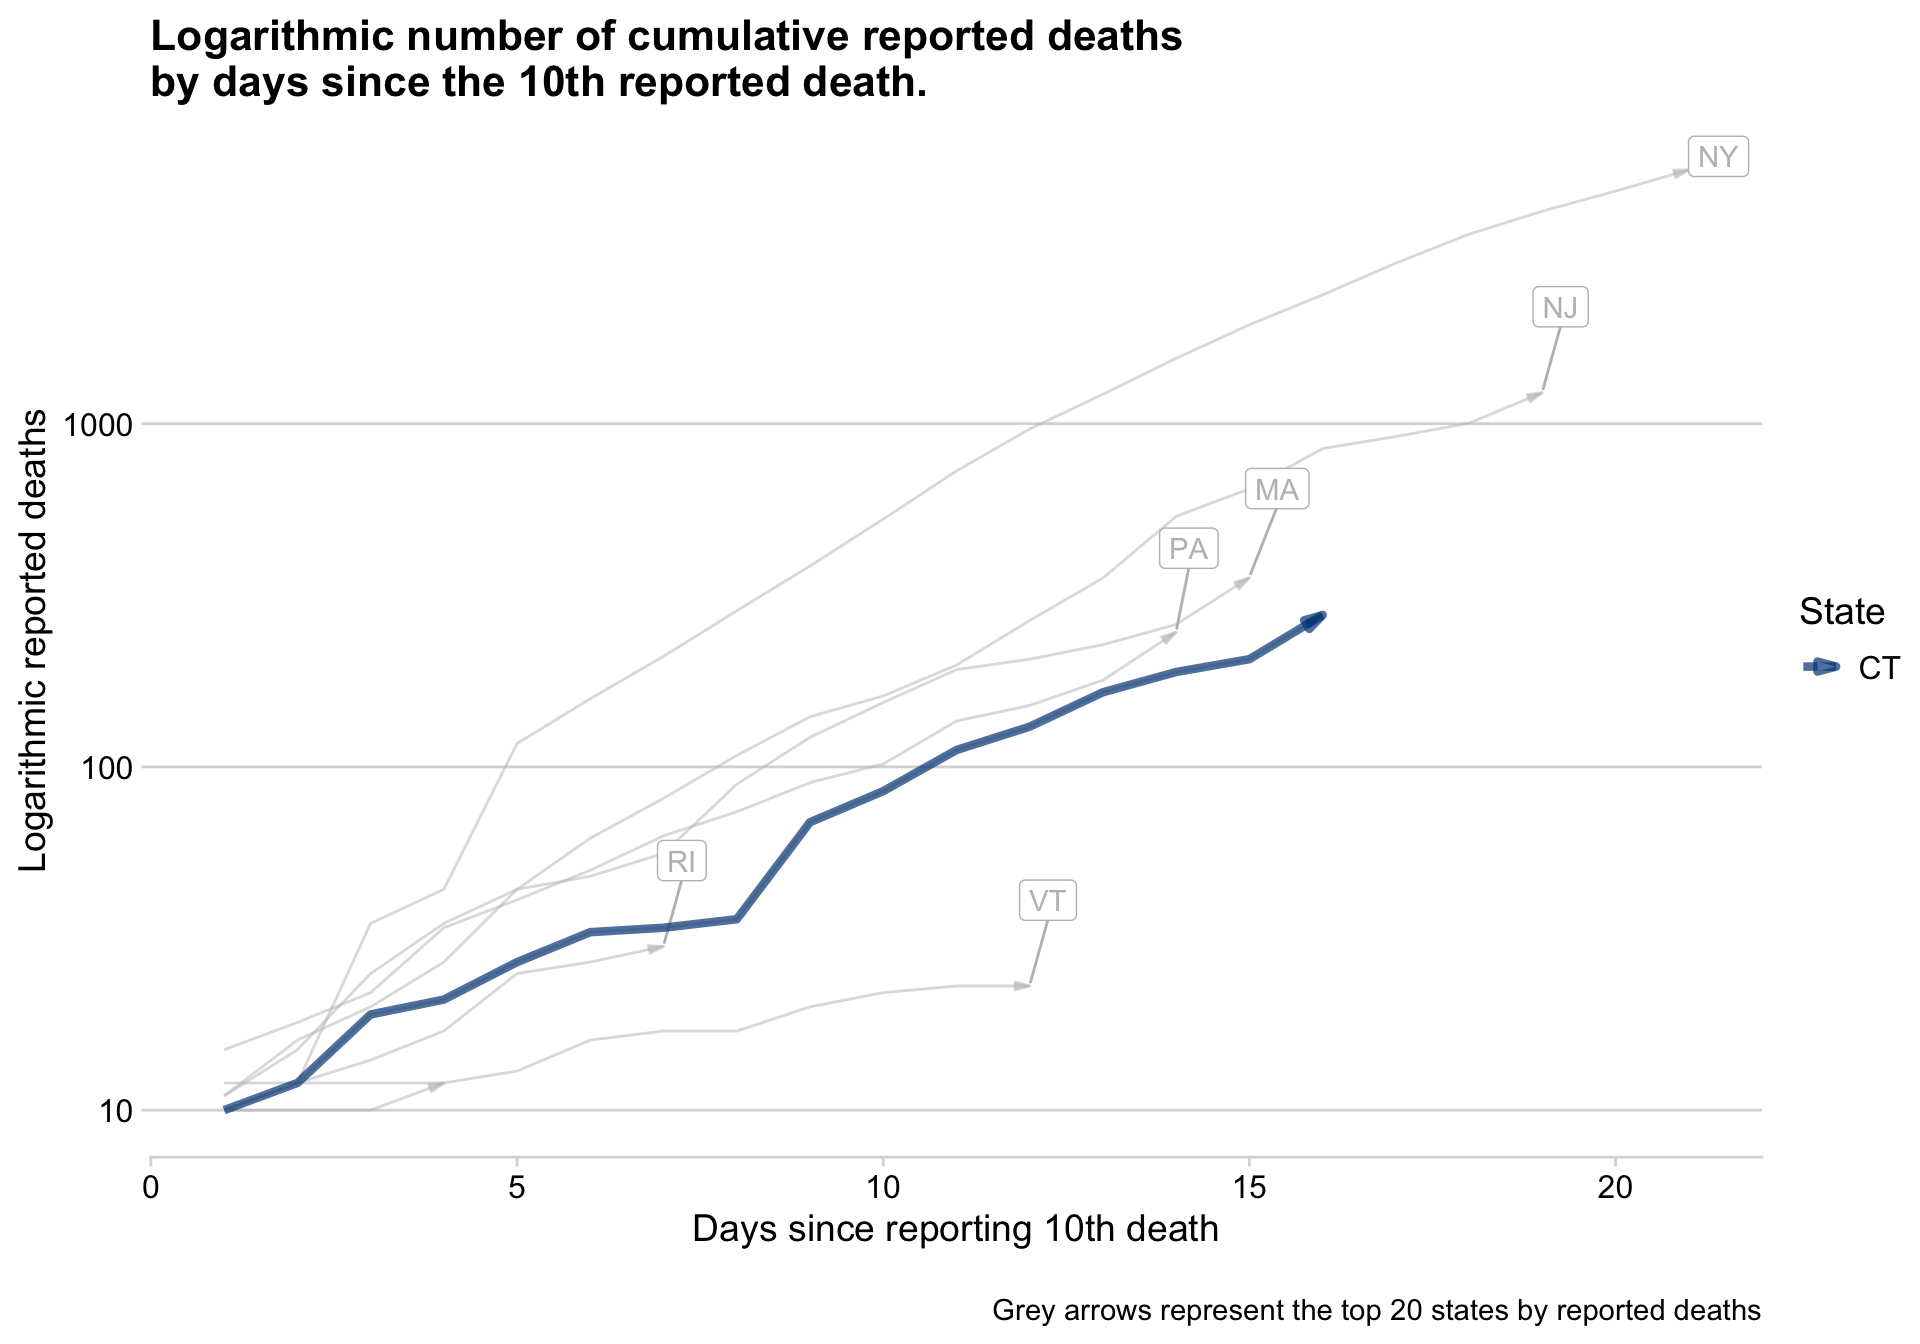 Logarithmic number of cumulative reported deaths
by days since the 10th reported death.
NY
NJ
MA
PA
RI
VT
Logarithmic reported deaths
1000
100
10
0 5 10 15 20
Days since reporting 10th death
State
CT
Grey arrows represent the top 20 states by reported deaths